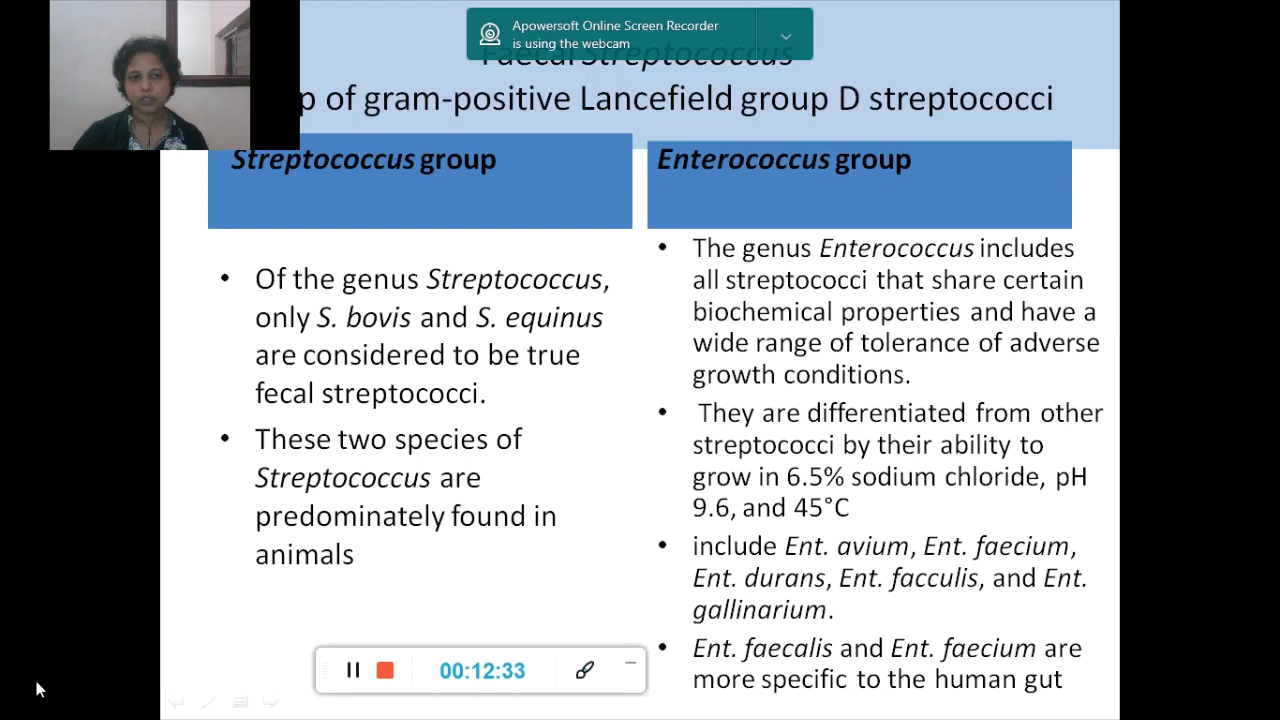 Apowersoft Online Screen Recorder
is using the webcam
Faecal Streptococcus
p of gram-positive Lancefield group D streptococci
Streptococcus group
Enterococcus group
• Of the genus Streptococcus,
only S. bovis and S. equinus
are considered to be true
fecal streptococci.
• These two species of
Streptococcus are
predominately found in
animals
• The genus Enterococcus includes
all streptococci that share certain
biochemical properties and have a
wide range of tolerance of adverse
growth conditions.
• They are differentiated from other
streptococci by their ability to
grow in 6.5% sodium chloride, pH
9.6, and 45°C
• include Ent. avium, Ent. faecium,
Ent. durans, Ent. facculis, and Ent.
gallinarium.
• Ent. faecalis and Ent. faecium are
more specific to the human gut
00:12:33